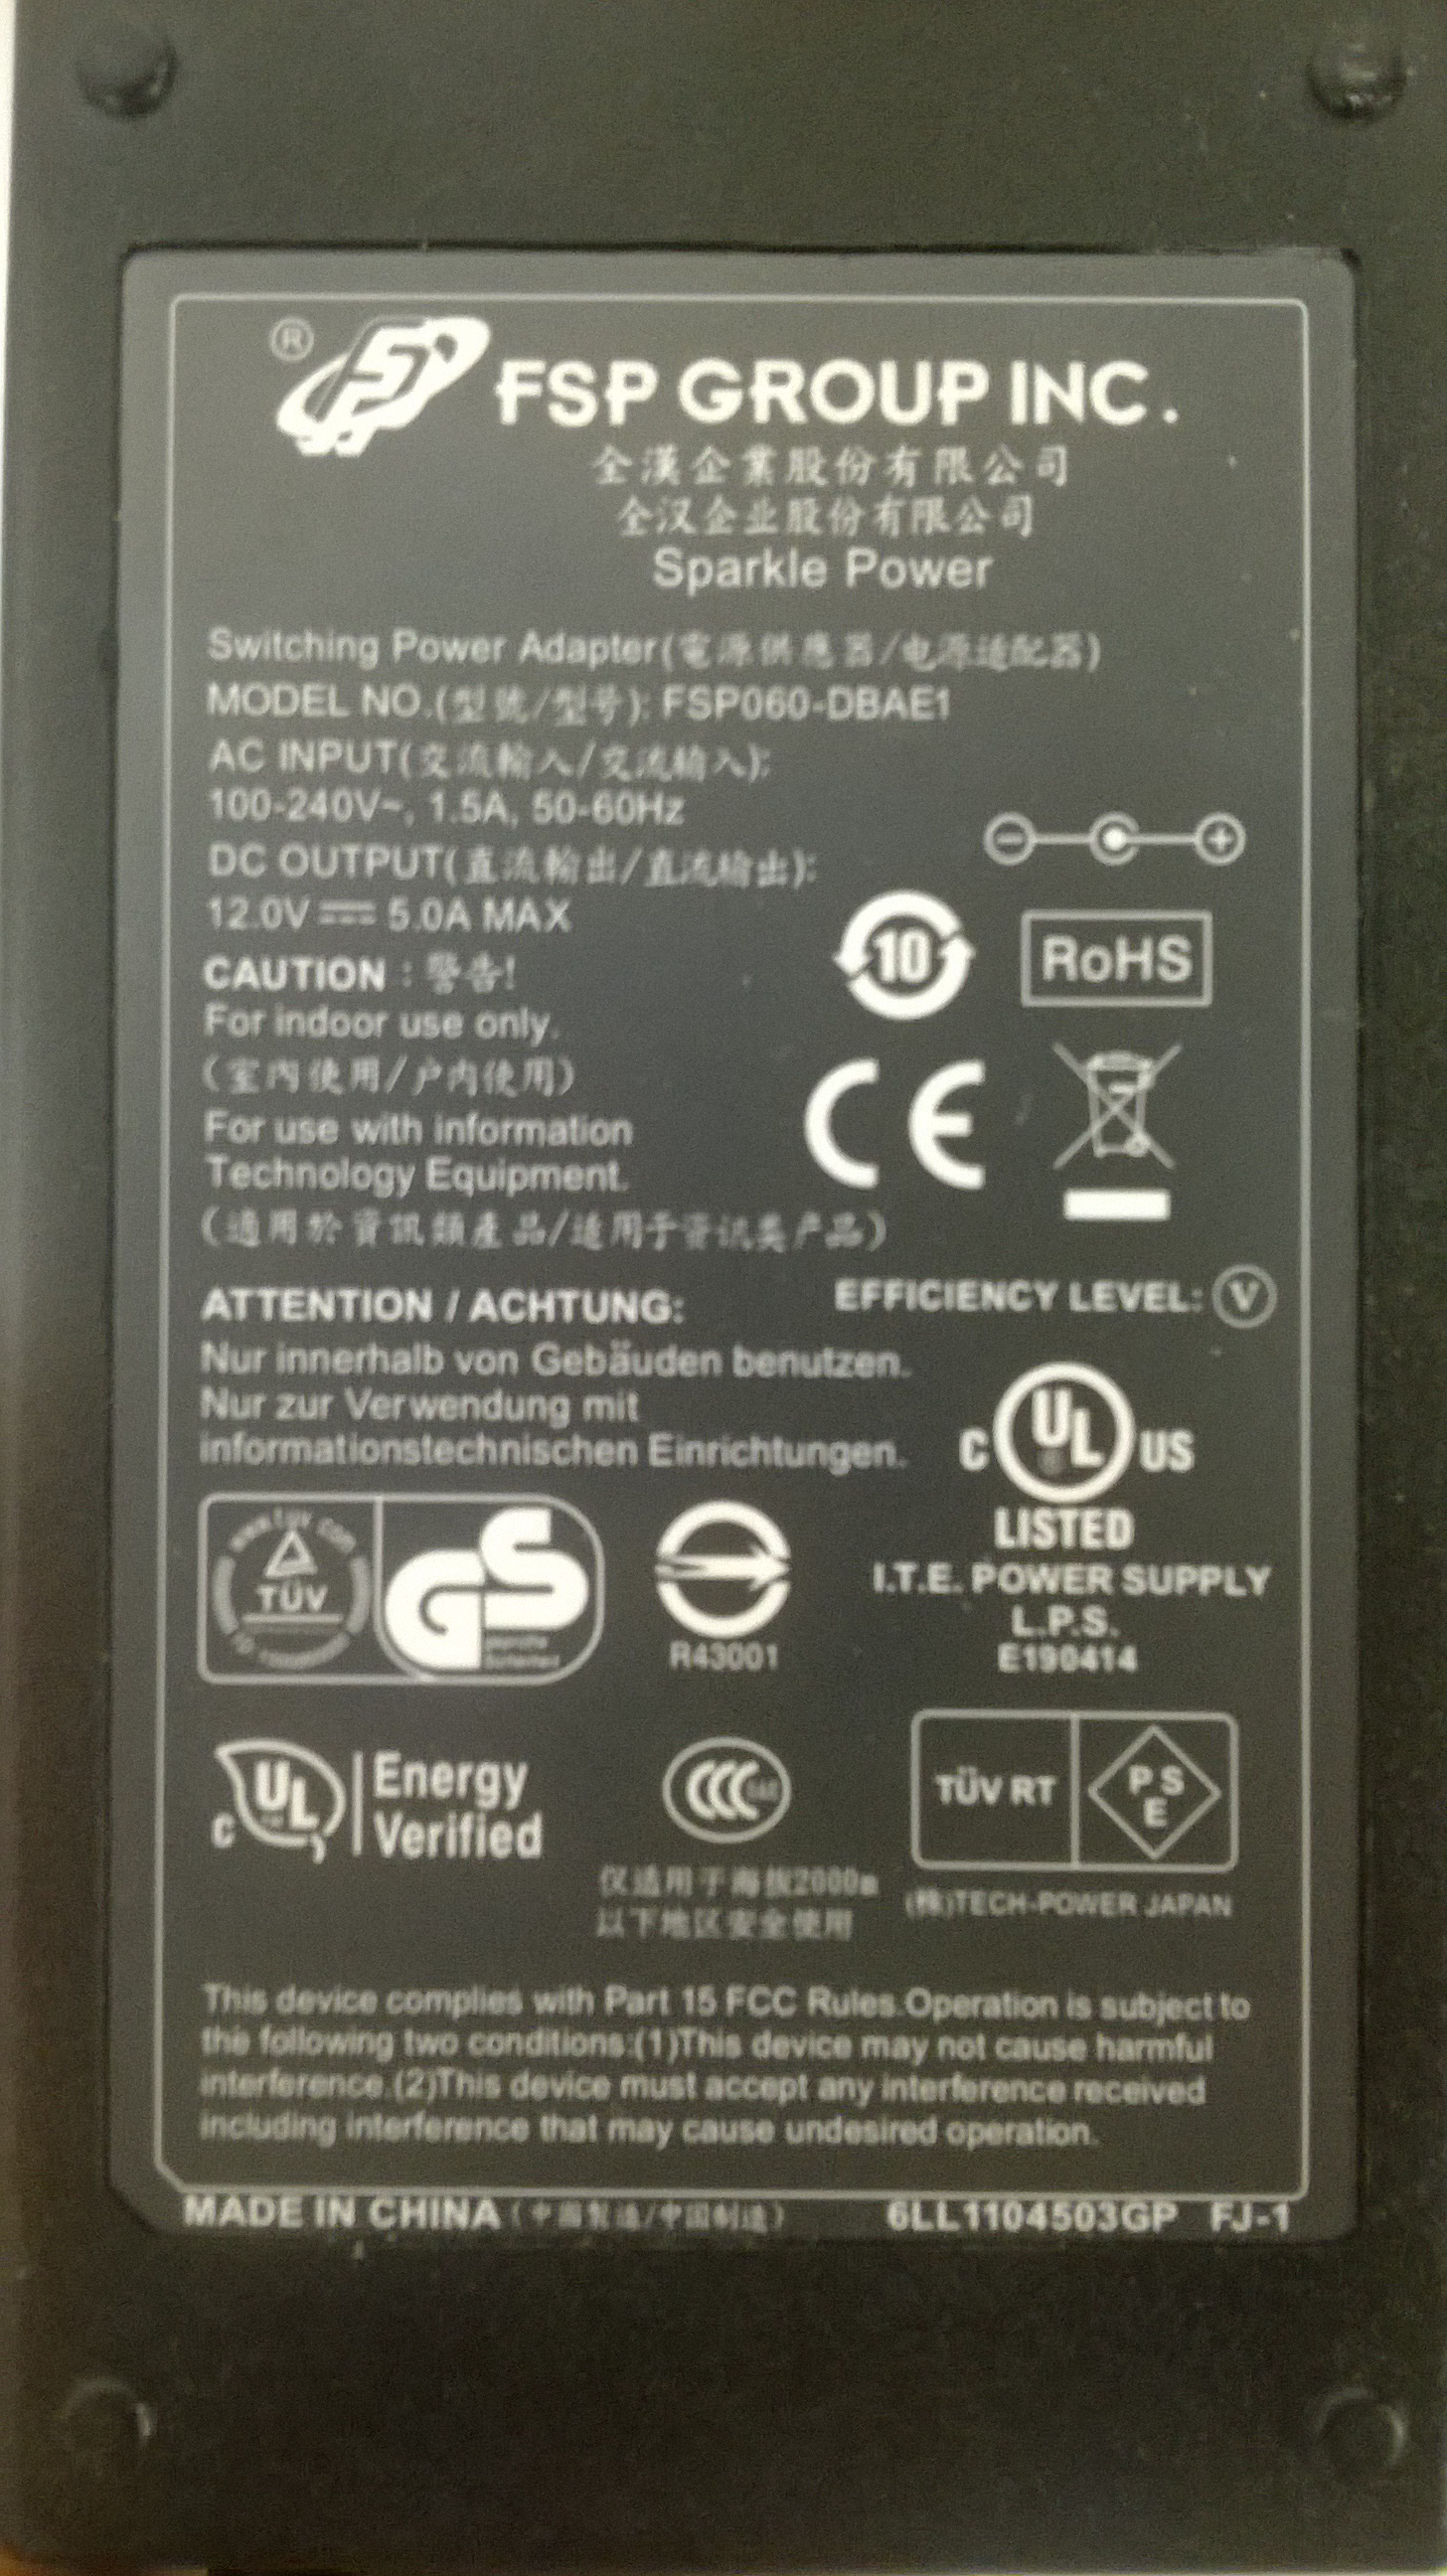 ® FSP GROUP INC.
全漢企業股份有限公司
全汉企业股份有限公司
Sparkle Power
Switching Power Adapter(電源供應器/电源适配器)
MODEL NO.(型號/型号): FSP060-DBAE1
AC INPUT(交流輸入/交流输入):
100-240V~, 1.5A, 50-60Hz
DC OUTPUT(直流輸出/直流输出):
12.0V⎓ 5.0A MAX
10
RoHS
CAUTION : 警告!
For indoor use only.
(室內使用/户内使用)
For use with information
Technology Equipment.
(適用於資訊類產品/适用于资讯类产品)
CE
EFFICIENCY LEVEL: V
ATTENTION / ACHTUNG:
Nur innerhalb von Gebäuden benutzen.
Nur zur Verwendung mit
informationstechnischen Einrichtungen.
C UL US
LISTED
I.T.E. POWER SUPPLY
L.P.S.
E190414
www.tuv.com
TÜV
GS
geprüfte
Sicherheit
R43001
C UL Energy
Verified
CCC
TÜV RT
PSE
仅适用于海拔2000m
以下地区安全使用
(株)TECH-POWER JAPAN
This device complies with Part 15 FCC Rules.Operation is subject to
the following two conditions:(1)This device may not cause harmful
interference.(2)This device must accept any interference received
including interference that may cause undesired operation.
MADE IN CHINA (中國製造/中国制造) 6LL1104503GP FJ-1